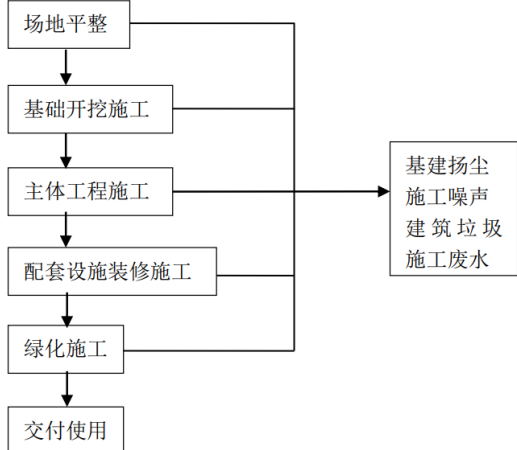 场地平整
基础开挖施工
主体工程施工
配套设施装修施工
绿化施工
交付使用
基建扬尘
施工噪声
建筑垃圾
施工废水